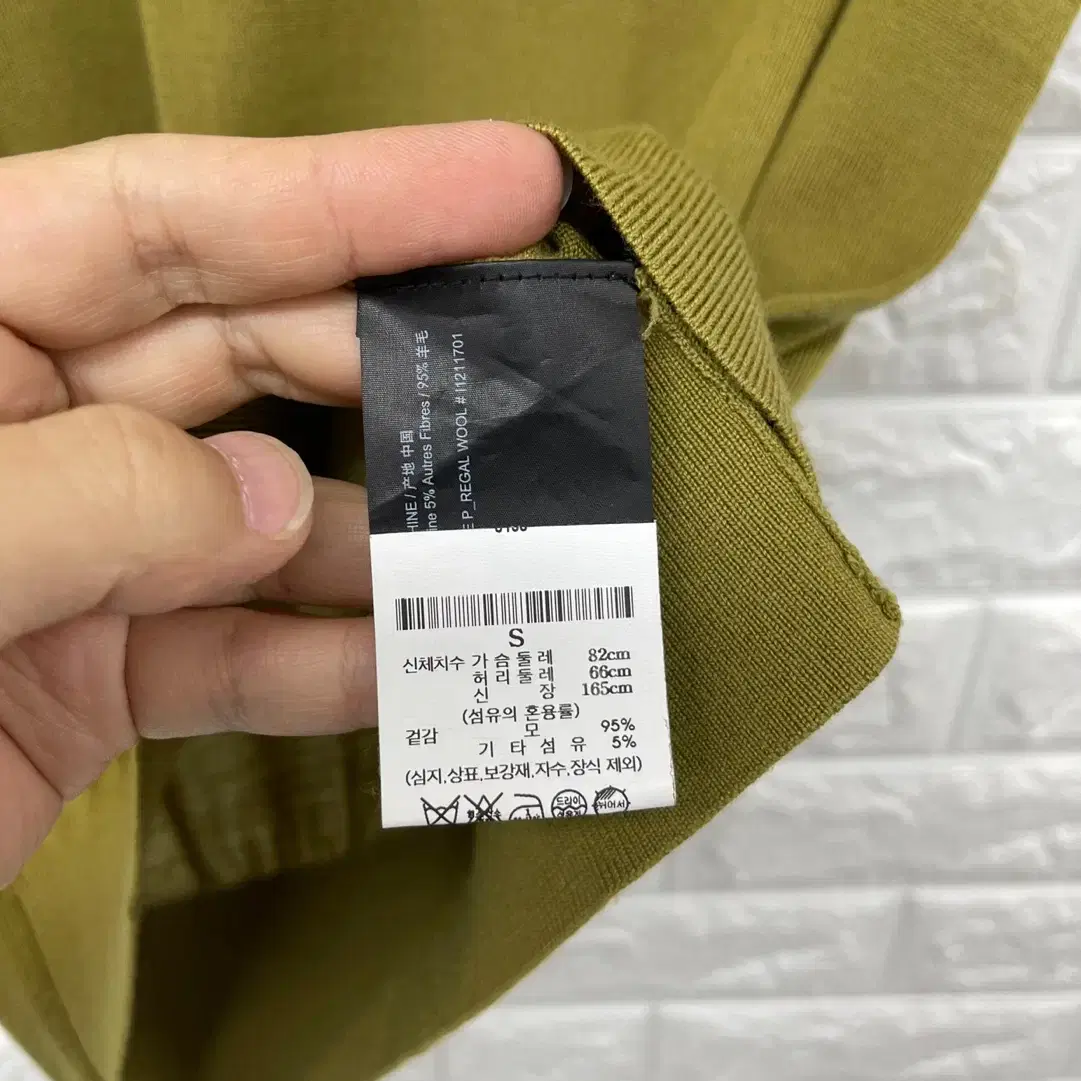 HINE / 产地 中国
ine 5% Autres Fibres / 95% 羊毛
E P_REGAL WOOL # I1211701
S
신체치수 가 슴 둘 레 82cm
허 리 둘 레 66cm
신 장 165cm
(섬유의 혼용률)
겉감 모 95%
기 타 섬 유 5%
(심지,상표,보강재,자수,장식 제외)
드라이